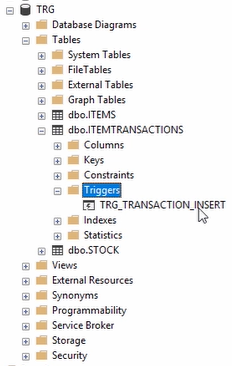 TRG
Database Diagrams
Tables
System Tables
FileTables
External Tables
Graph Tables
dbo.ITEMS
dbo.ITEMTRANSACTIONS
Columns
Keys
Constraints
Triggers
TRG_TRANSACTION_INSERT
Indexes
Statistics
dbo.STOCK
Views
External Resources
Synonyms
Programmability
Service Broker
Storage
Security